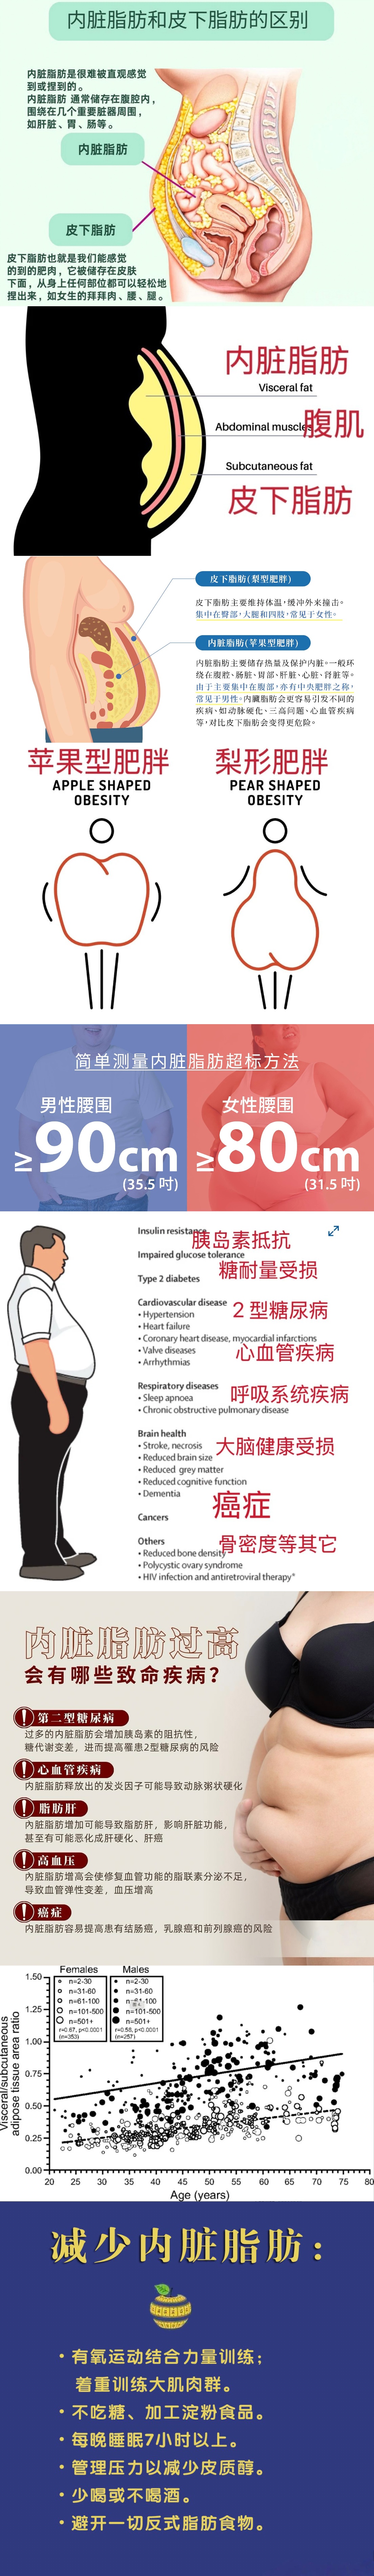 内脏脂肪和皮下脂肪的区别
内脏脂肪是很难被直观感觉
到或捏到的。
内脏脂肪 通常储存在腹腔内，
围绕在几个重要脏器周围，
如肝脏、胃、肠等。
内脏脂肪
皮下脂肪
皮下脂肪也就是我们能感觉
的到的肥肉，它被储存在皮肤
下面，从身上任何部位都可以轻松地
捏出来，如女生的拜拜肉、腰、腿。
内脏脂肪
Visceral fat
Abdominal muscles
腹肌
Subcutaneous fat
皮下脂肪
皮下脂肪(梨型肥胖)
皮下脂肪主要维持体温，缓冲外来撞击。
集中在臀部，大腿和四肢，常见于女性。
内脏脂肪(苹果型肥胖)
内脏脂肪主要储存热量及保护内脏。一般环
绕在腹腔、肠脏、胃部、肝脏、心脏、肾脏等。
由于主要集中在腹部，亦有中央肥胖之称，
常见于男性。内臟脂肪会更容易引发不同的
疾病、如动脉硬化、三高问题、心血管疾病
等，对比皮下脂肪会变得更危险。
苹果型肥胖
APPLE SHAPED
OBESITY
梨形肥胖
PEAR SHAPED
OBESITY
简单测量内脏脂肪超标方法
男性腰围
≥90cm
(35.5 吋)
女性腰围
≥80cm
(31.5 吋)
Insulin resistance
胰岛素抵抗
Impaired glucose tolerance
糖耐量受损
Type 2 diabetes
2 型糖尿病
Cardiovascular disease
• Hypertension
• Heart failure
• Coronary heart disease, myocardial infarctions
• Valve diseases
• Arrhythmias
心血管疾病
Respiratory diseases
• Sleep apnoea
• Chronic obstructive pulmonary disease
呼吸系统疾病
Brain health
• Stroke, necrosis
• Reduced brain size
• Reduced grey matter
• Reduced cognitive function
• Dementia
大脑健康受损
Cancers
癌症
Others
• Reduced bone density
• Polycystic ovary syndrome
• HIV infection and antiretroviral therapy*
骨密度等其它
内脏脂肪过高
会有哪些致命疾病？
! 第二型糖尿病
过多的内脏脂肪会增加胰岛素的阻抗性，
糖代谢变差，进而提高罹患2型糖尿病的风险
! 心血管疾病
内脏脂肪释放出的发炎因子可能导致动脉粥状硬化
! 脂肪肝
内脏脂肪增加可能导致脂肪肝，影响肝脏功能，
甚至有可能恶化成肝硬化、肝癌
! 高血压
內脏脂肪增高会使修复血管功能的脂联素分泌不足，
导致血管弹性变差，血压增高
! 癌症
内脏脂肪容易提高患有结肠癌，乳腺癌和前列腺癌的风险
Females
n=2-30
n=31-60
n=61-100
n=101-500
n=501+
r=0.67, p<0.0001
(n=353)
Males
n=2-30
n=31-60
n=101-500
n=501+
r=0.55, p<0.0001
(n=257)
Visceral/subcutaneous
adipose tissue area ratio
1.50
1.25
1.00
0.75
0.50
0.25
0.00
20 25 30 35 40 45 50 55 60 65 70 75 80
Age (years)
减少内脏脂肪：
• 有氧运动结合力量训练；
着重训练大肌肉群。
• 不吃糖、加工淀粉食品。
• 每晚睡眠7小时以上。
• 管理压力以减少皮质醇。
• 少喝或不喝酒。
• 避开一切反式脂肪食物。